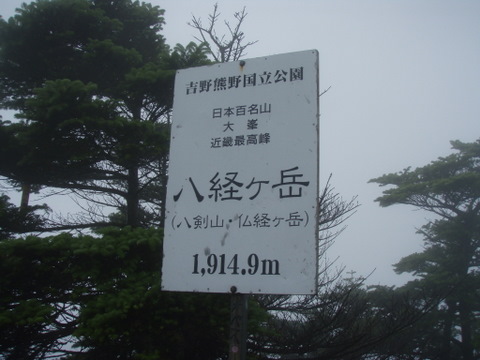 吉野熊野国立公園
日本百名山
大峯
近畿最高峰
八経ヶ岳
(八剣山・仏経ヶ岳)
1,914.9m